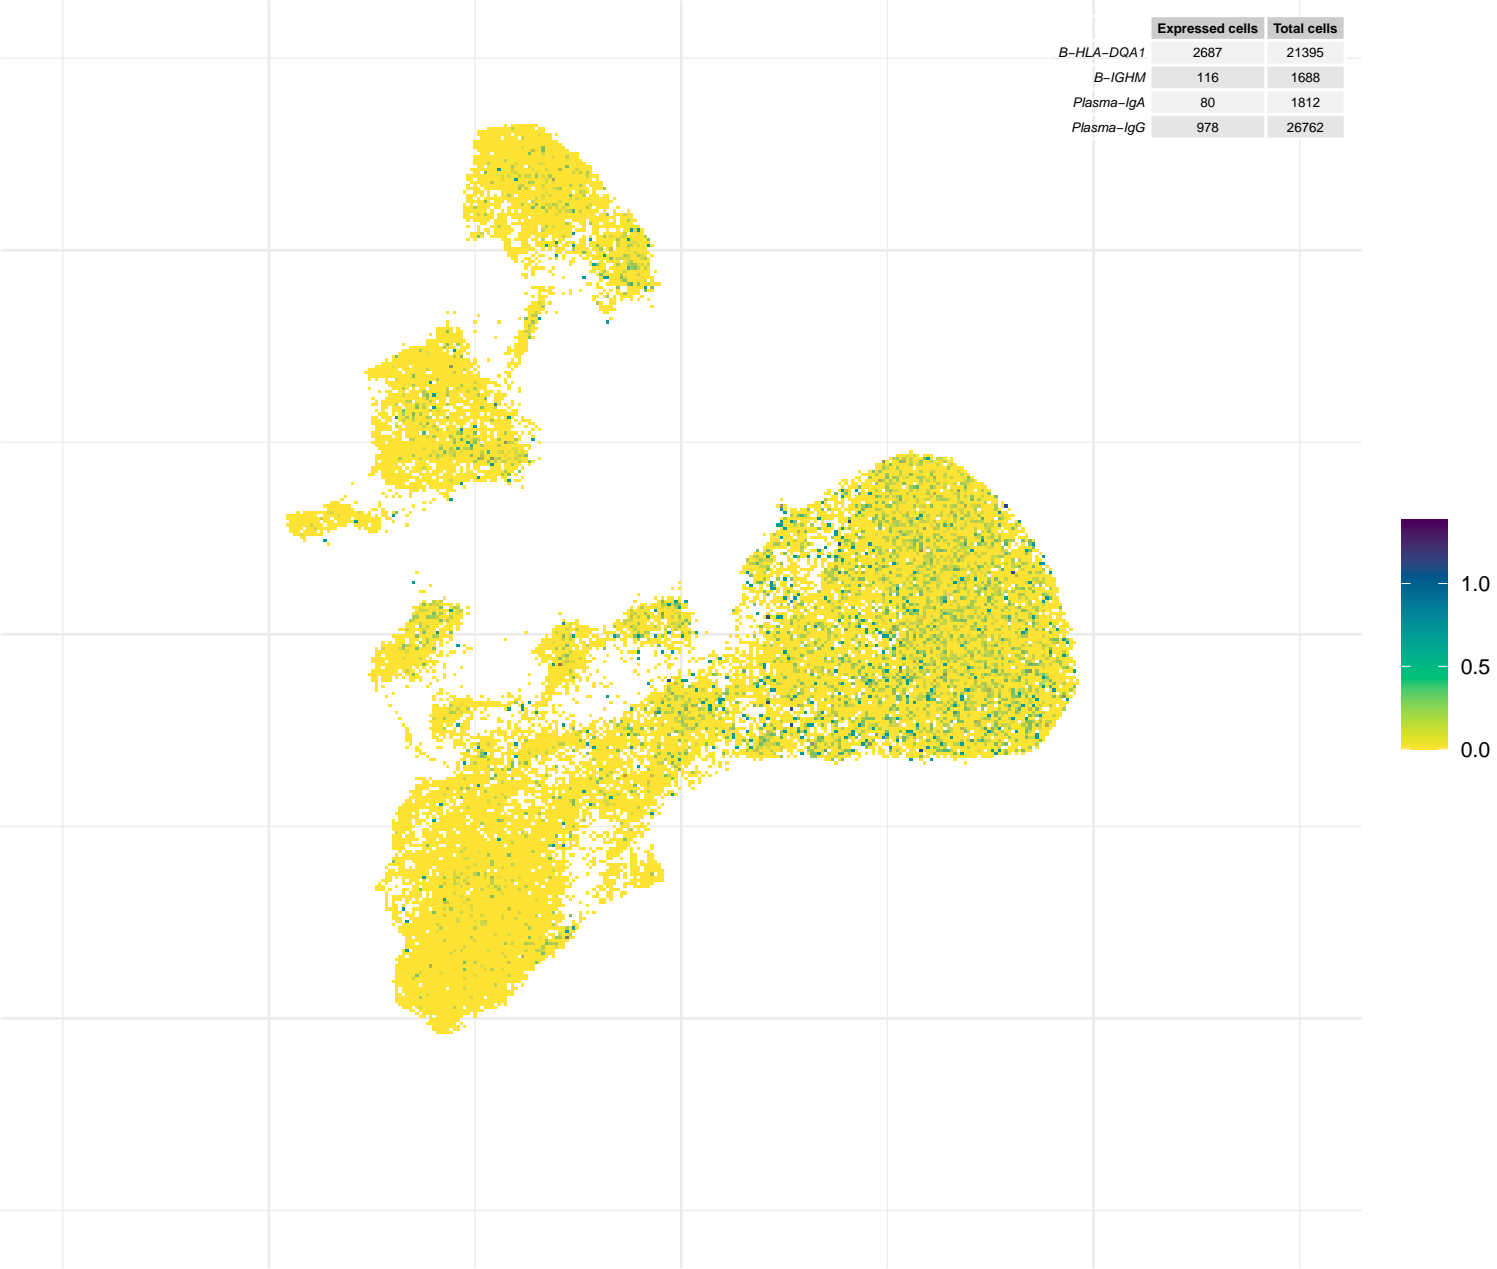 Expressed cells Total cells
B−HLA−DQA1 2687 21395
B−IGHM 116 1688
Plasma−IgA 80 1812
Plasma−IgG 978 26762
1.0
0.5
0.0